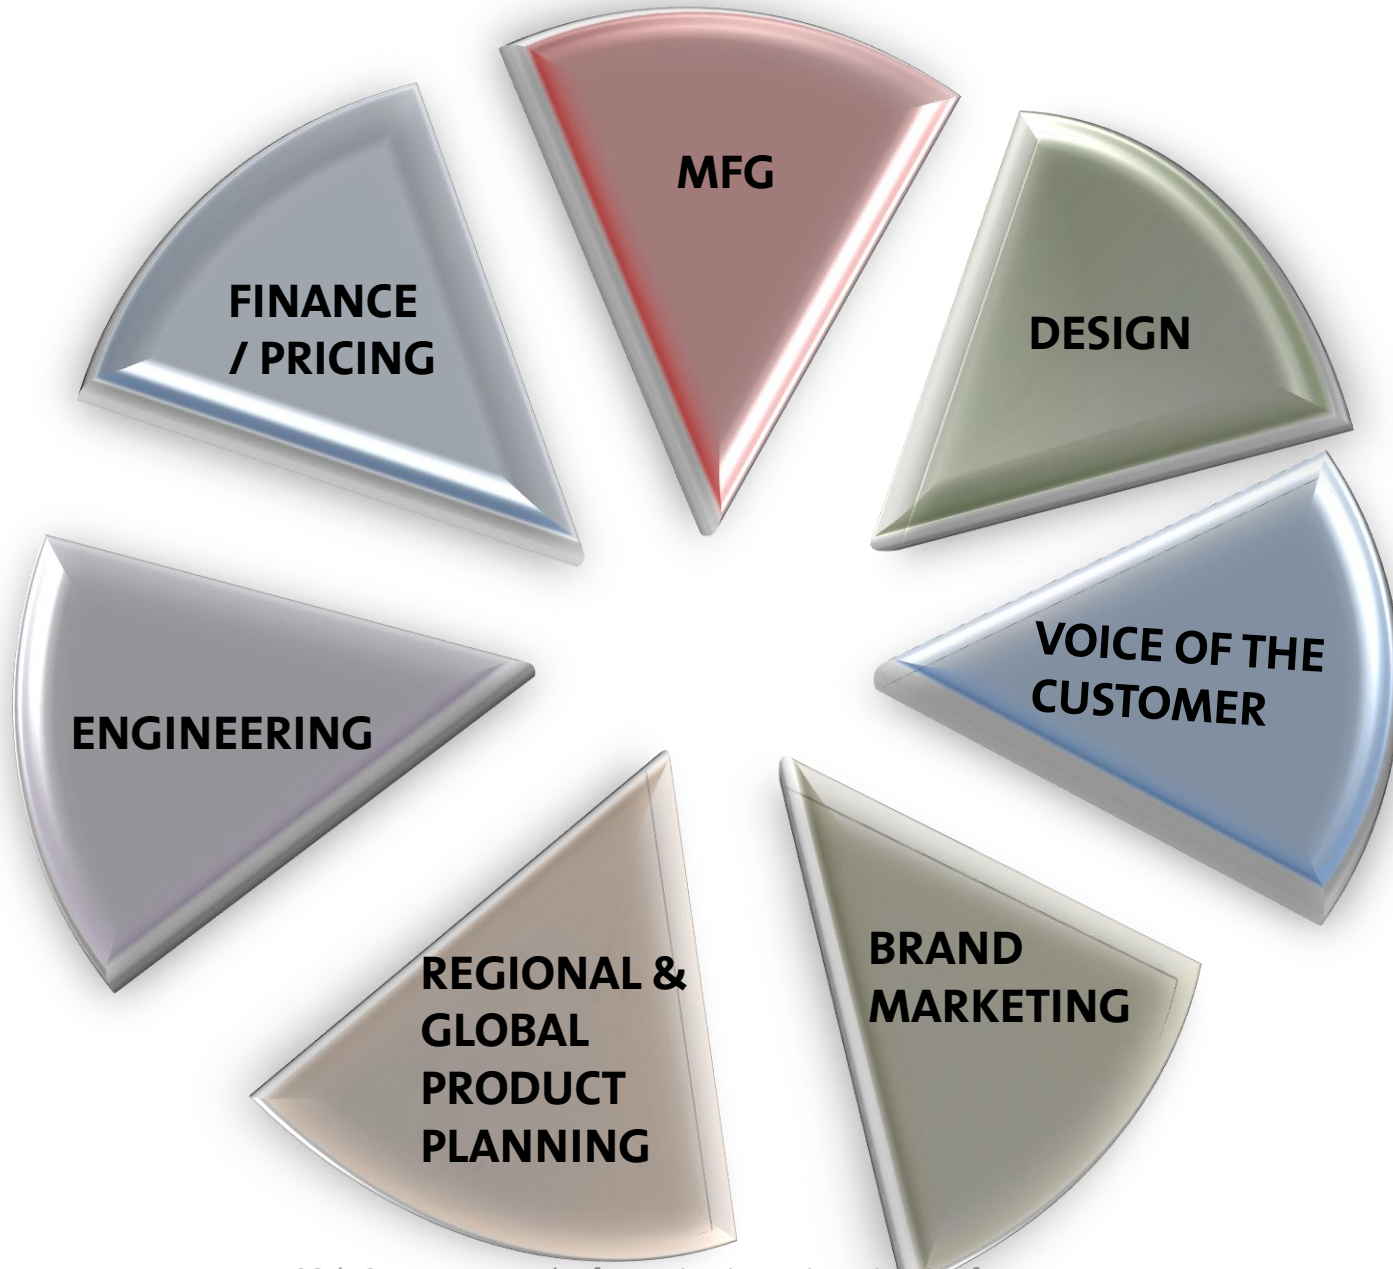 MFG
FINANCE
/ PRICING
DESIGN
VOICE OF THE
CUSTOMER
ENGINEERING
BRAND
MARKETING
REGIONAL &
GLOBAL
PRODUCT
PLANNING